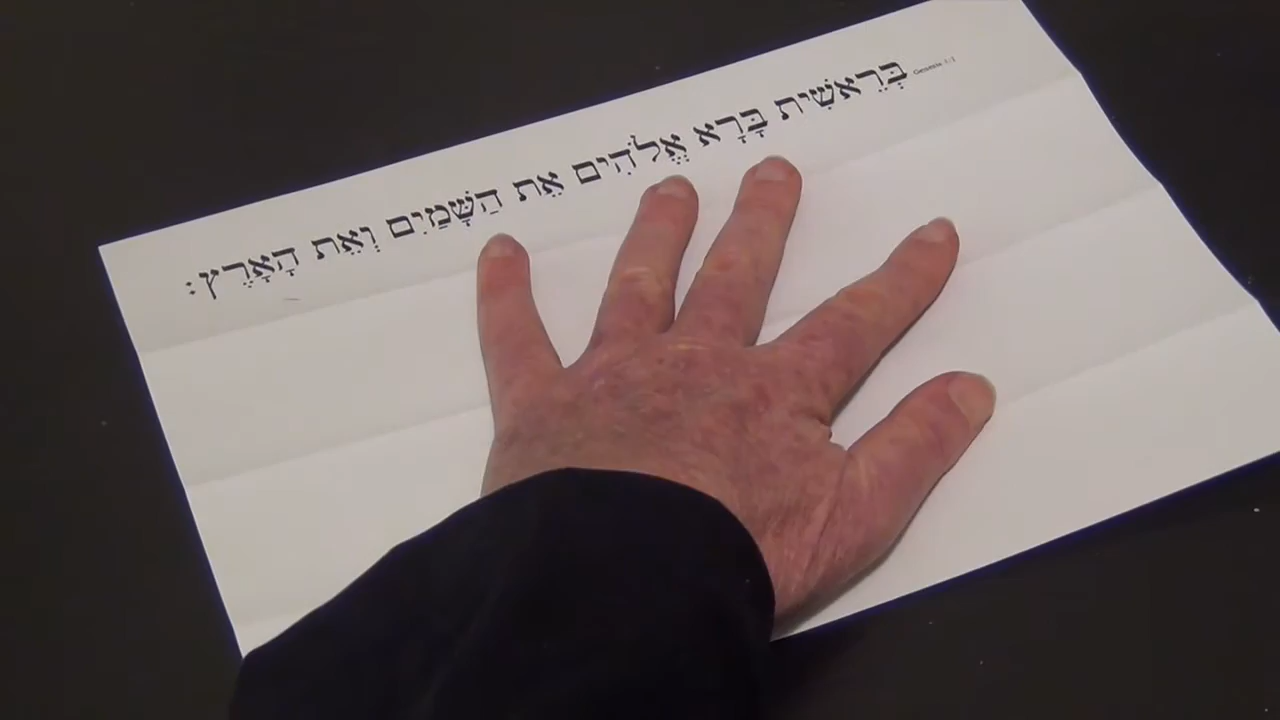 Genesis 1:1 בְּרֵאשִׁית בָּרָא אֱלֹהִים אֵת הַשָּׁמַיִם וְאֵת הָאָרֶץ׃